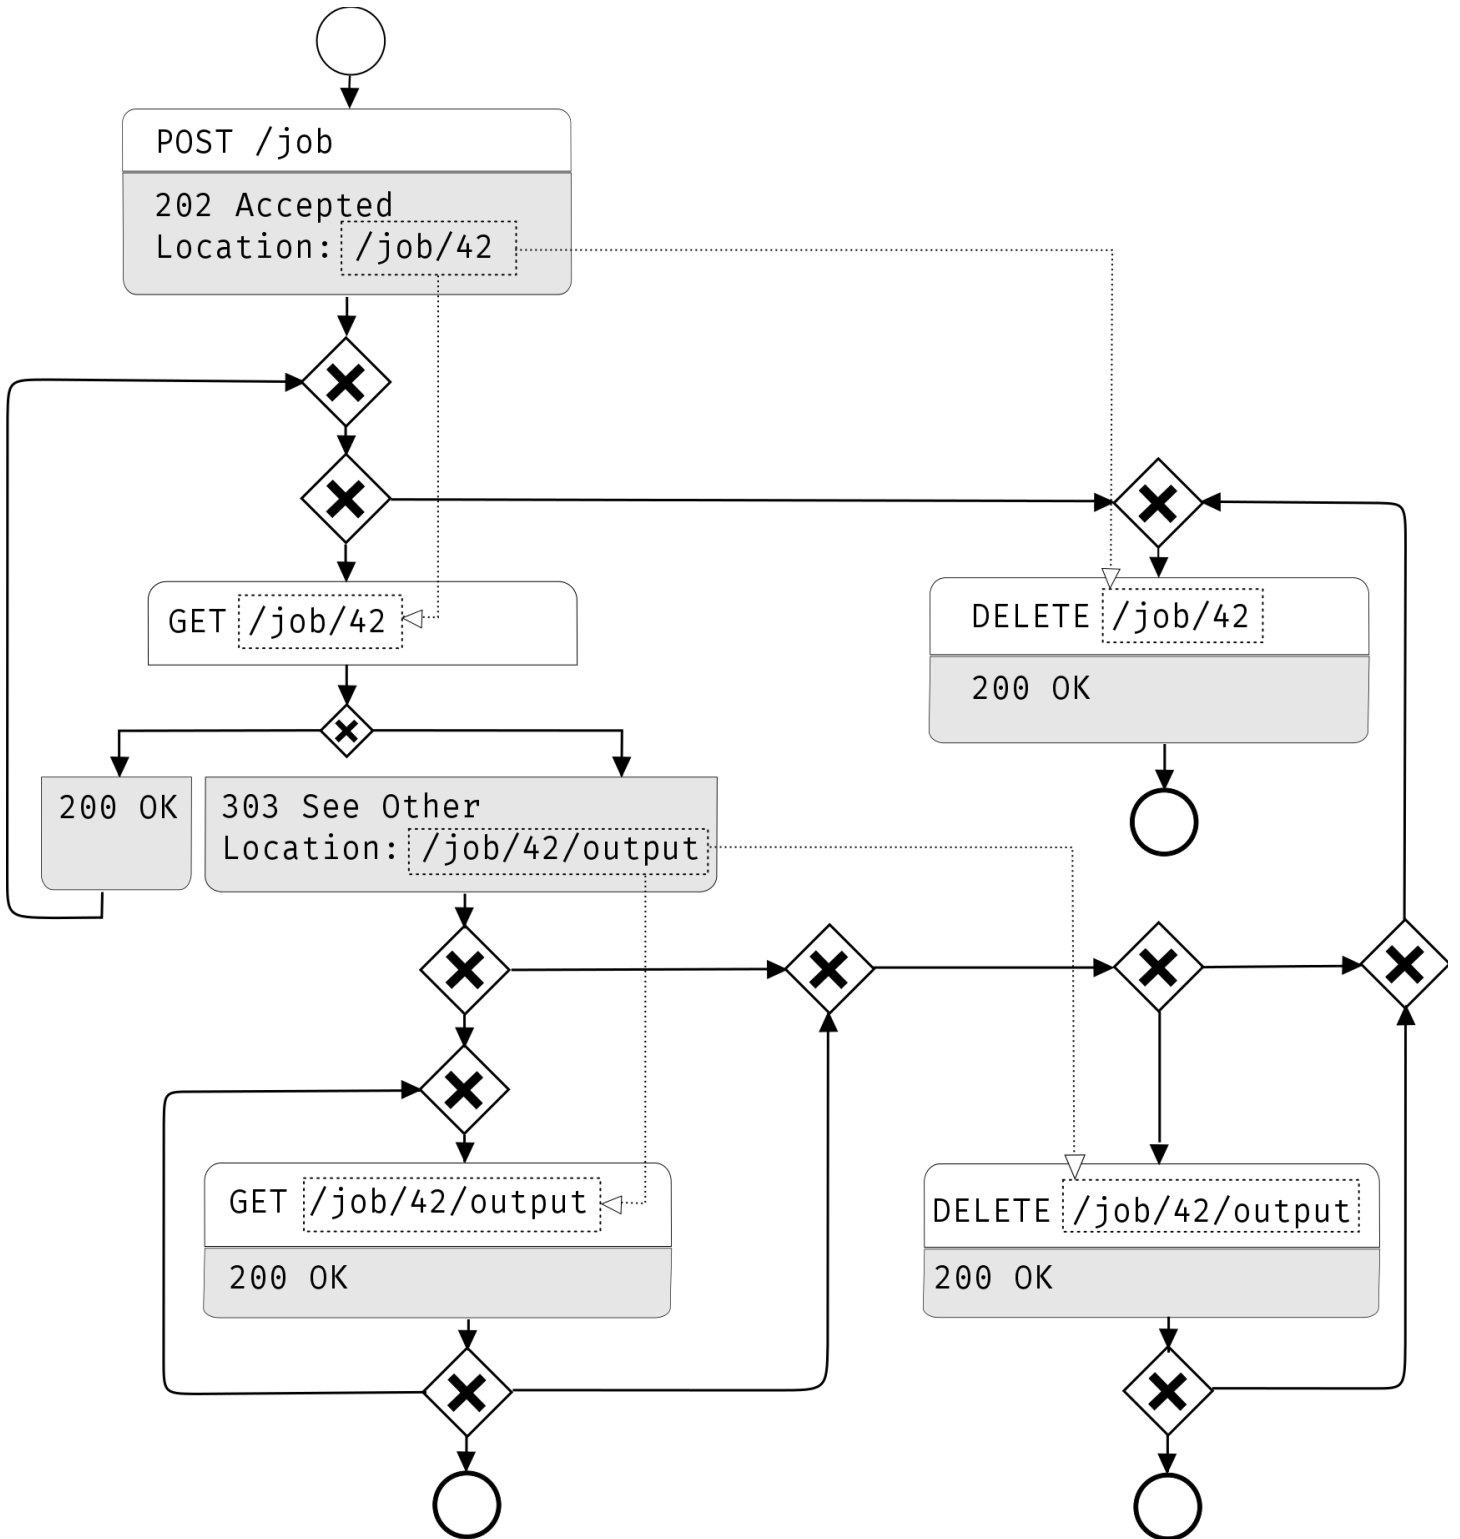 POST /job
202 Accepted
Location: /job/42
GET /job/42
DELETE /job/42
200 OK
200 OK
303 See Other
Location: /job/42/output
GET /job/42/output
200 OK
DELETE /job/42/output
200 OK